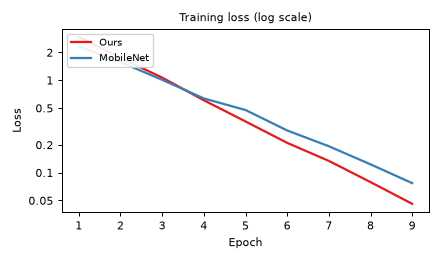 Training loss (log scale)
Ours
MobileNet
Loss
2
1
0.5
0.2
0.1
0.05
1 2 3 4 5 6 7 8 9
Epoch